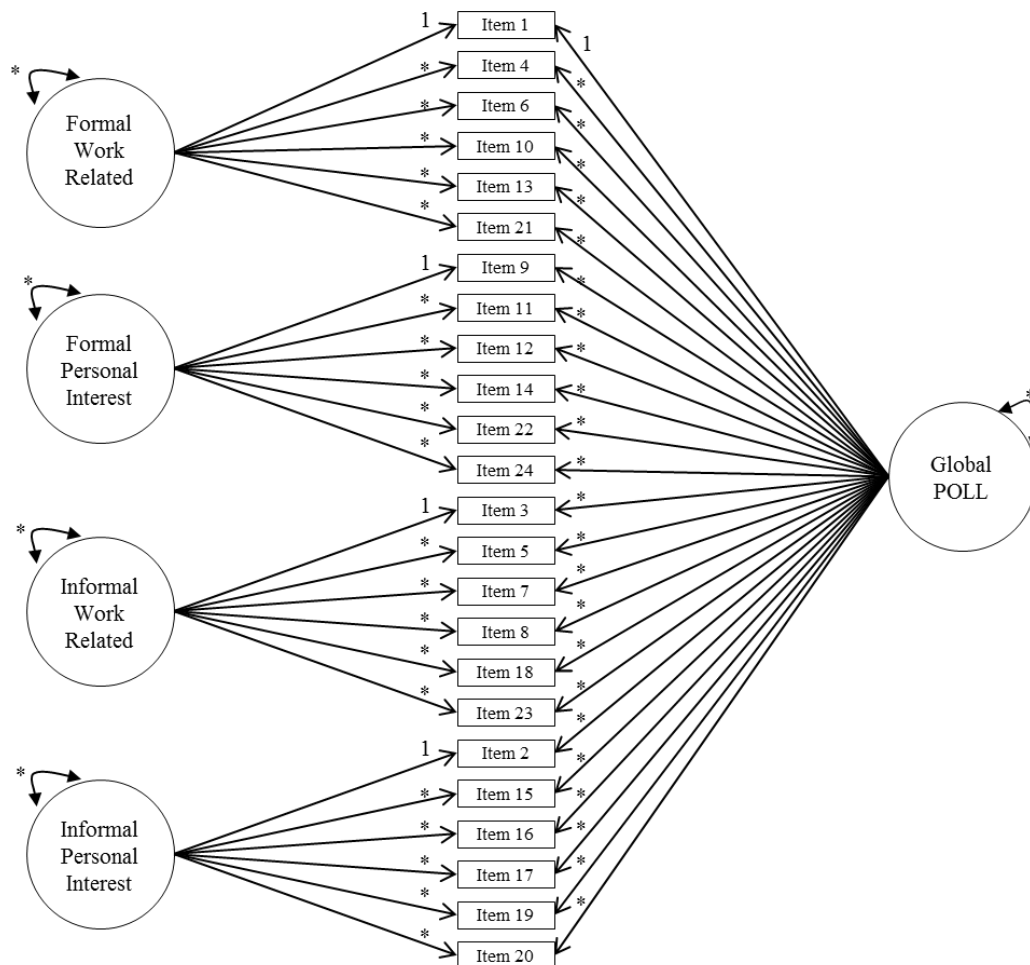 1
Item 1
1
*
Formal
Work
Related
*
Item 4
*
*
Item 6
*
*
Item 10
*
*
Item 13
*
*
Item 21
*
*
Formal
Personal
Interest
1
Item 9
*
*
Item 11
*
*
Item 12
*
*
Item 14
*
*
Item 22
*
*
Item 24
*
*
Global
POLL
*
Informal
Work
Related
1
Item 3
*
*
Item 5
*
*
Item 7
*
*
Item 8
*
*
Item 18
*
*
Item 23
*
*
Informal
Personal
Interest
1
Item 2
*
*
Item 15
*
*
Item 16
*
*
Item 17
*
*
Item 19
*
*
Item 20